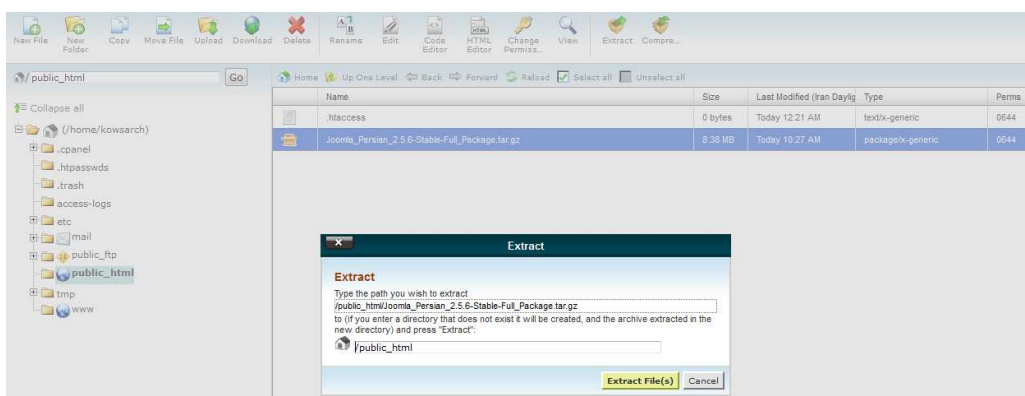 New File New Folder Copy Move File Upload Download Delete Rename Edit Code Editor HTML Editor Change Permiss... View Extract Compre...
/public_html Go
Home Up One Level Back Forward Reload Select all Unselect all
Collapse all
Name Size Last Modified (Iran Daylig Type Perms
.htaccess 0 bytes Today 12:21 AM text/x-generic 0644
Joomla_Persian_2.5.6-Stable-Full_Package.tar.gz 8.38 MB Today 10:27 AM package/x-generic 0644
(/home/kowsarch)
.cpanel
.htpasswds
.trash
access-logs
etc
mail
public_ftp
public_html
tmp
www
X Extract
Extract
Type the path you wish to extract
/public_html/Joomla_Persian_2.5.6-Stable-Full_Package.tar.gz
to (if you enter a directory that does not exist it will be created, and the archive extracted in the
new directory) and press "Extract":
/public_html
Extract File(s) Cancel